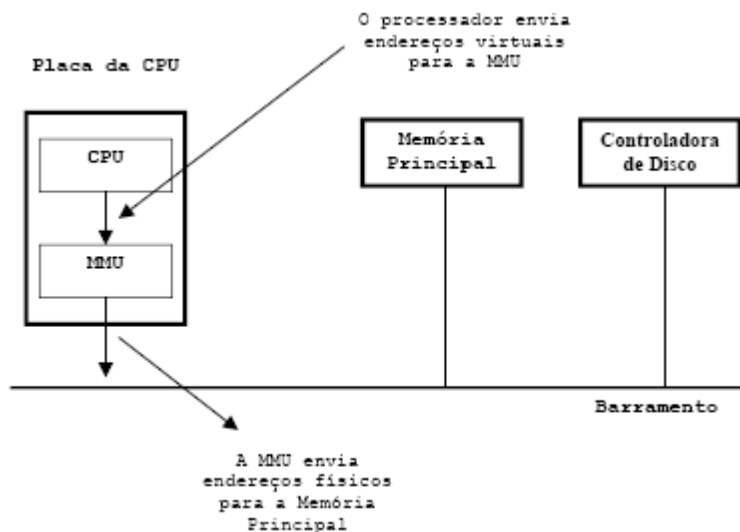 O processador envia
endereços virtuais
para a MMU
Placa da CPU
CPU
MMU
Memória
Principal
Controladora
de Disco
Barramento
A MMU envia
endereços físicos
para a Memória
Principal